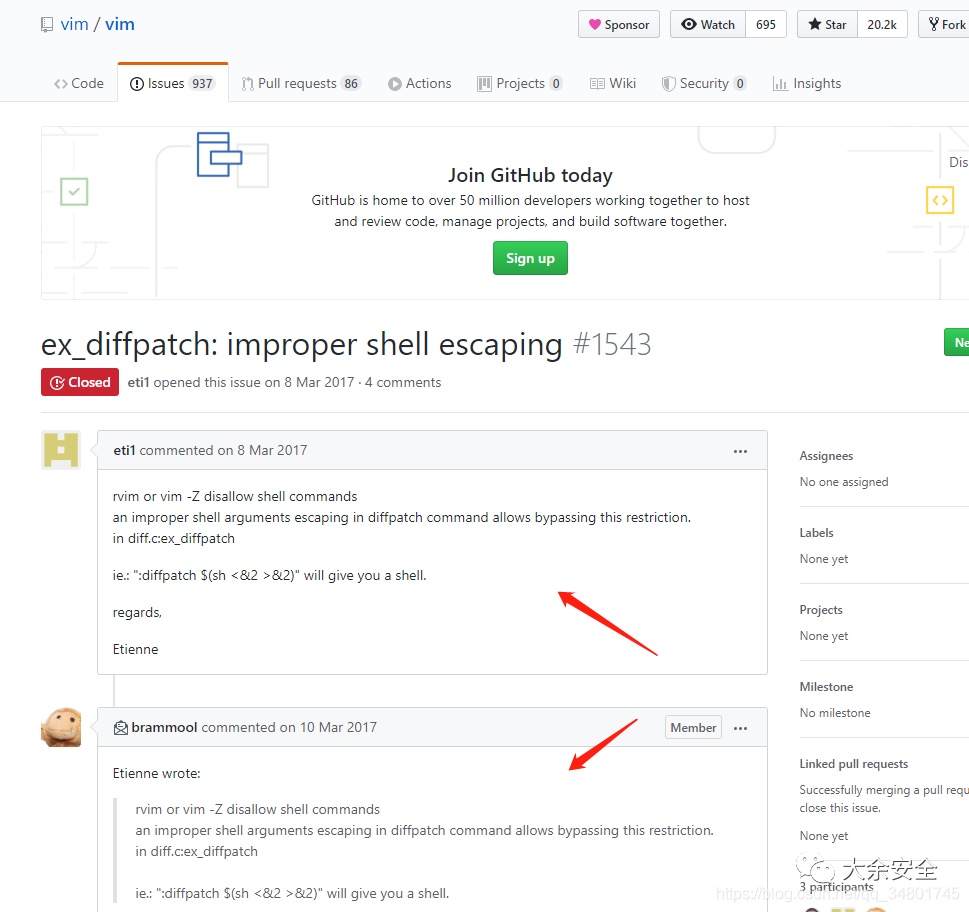 vim / vim
Sponsor
Watch 695
Star 20.2k
Fork
Code
Issues 937
Pull requests 86
Actions
Projects 0
Wiki
Security 0
Insights
Dis
Join GitHub today
GitHub is home to over 50 million developers working together to host
and review code, manage projects, and build software together.
Sign up
ex_diffpatch: improper shell escaping #1543
Ne
Closed eti1 opened this issue on 8 Mar 2017 · 4 comments
eti1 commented on 8 Mar 2017
rvim or vim -Z disallow shell commands
an improper shell arguments escaping in diffpatch command allows bypassing this restriction.
in diff.c:ex_diffpatch
ie.: ":diffpatch $(sh <&2 >&2)" will give you a shell.
regards,
Etienne
brammool commented on 10 Mar 2017
Member
Etienne wrote:
rvim or vim -Z disallow shell commands
an improper shell arguments escaping in diffpatch command allows bypassing this restriction.
in diff.c:ex_diffpatch
ie.: ":diffpatch $(sh <&2 >&2)" will give you a shell.
Assignees
No one assigned
Labels
None yet
Projects
None yet
Milestone
No milestone
Linked pull requests
Successfully merging a pull requ
close this issue.
None yet
大余安全
3 participants
https://blog.csdn.net/qq_34801745